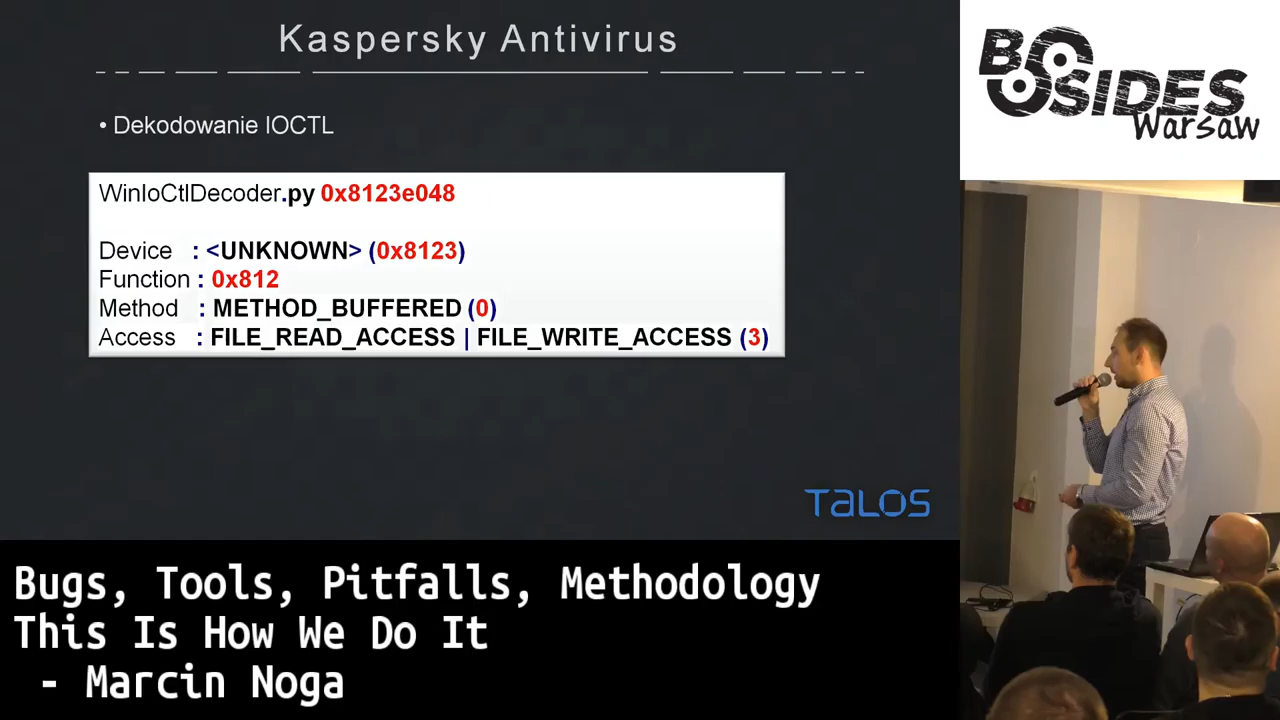 Kaspersky Antivirus
• Dekodowanie IOCTL
WinIoCtlDecoder.py 0x8123e048
Device : <UNKNOWN> (0x8123)
Function : 0x812
Method : METHOD_BUFFERED (0)
Access : FILE_READ_ACCESS | FILE_WRITE_ACCESS (3)
TALOS
BSIDES
Warsaw
Bugs, Tools, Pitfalls, Methodology
This Is How We Do It
- Marcin Noga